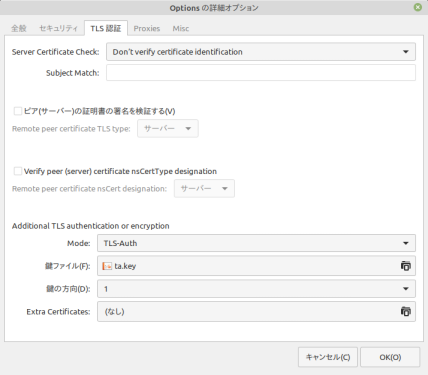 Options の詳細オプション
全般 セキュリティ TLS 認証 Proxies Misc
Server Certificate Check: Don't verify certificate identification
Subject Match:
ピア(サーバー)の証明書の署名を検証する(V)
Remote peer certificate TLS type: サーバー
Verify peer (server) certificate nsCertType designation
Remote peer certificate nsCert designation: サーバー
Additional TLS authentication or encryption
Mode: TLS-Auth
鍵ファイル(F): ta.key
鍵の方向(D): 1
Extra Certificates: (なし)
キャンセル(C) OK(O)